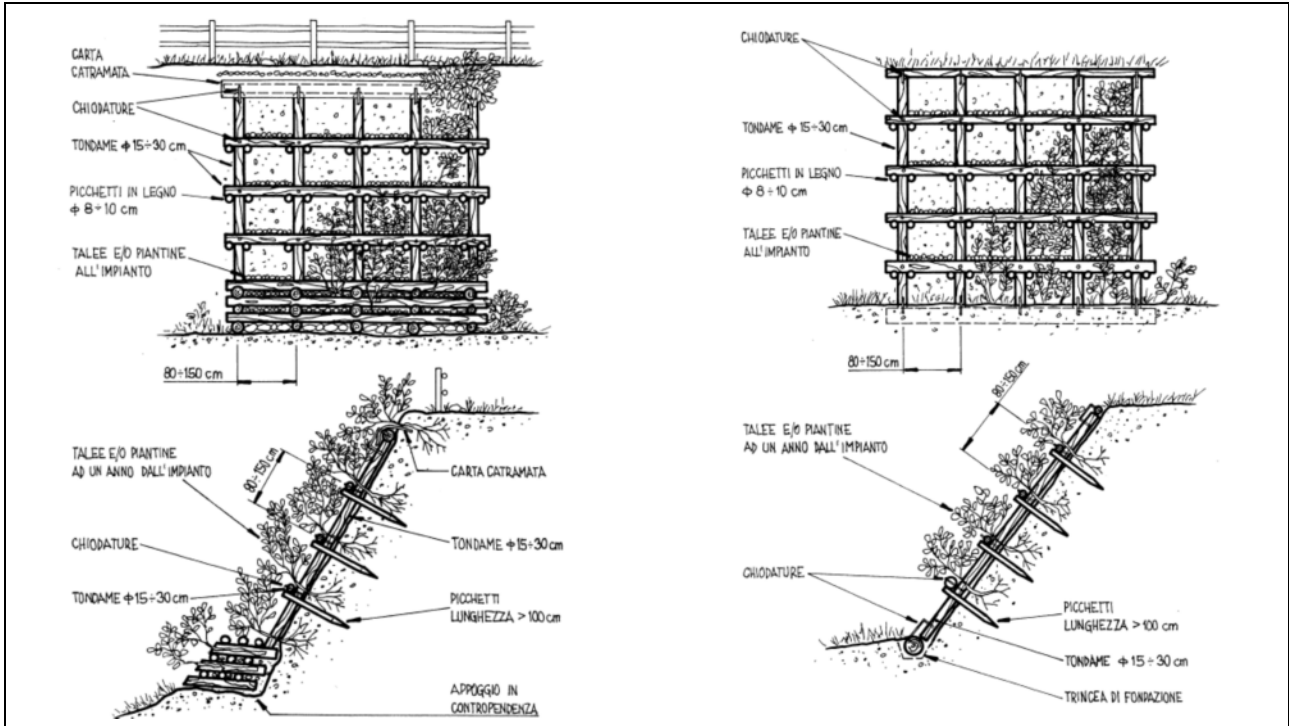 CARTA
CATRAMATA
CHIODATURE
TONDAME Φ 15÷30 cm
PICCHETTI IN LEGNO
Φ 8÷10 cm
TALEE E/O PIANTINE
ALL'IMPIANTO
80÷150 cm
TALEE E/O PIANTINE
AD UN ANNO DALL'IMPIANTO
80÷150 cm
CARTA CATRAMATA
CHIODATURE
TONDAME Φ 15÷30 cm
TONDAME Φ 15÷30 cm
PICCHETTI
LUNGHEZZA > 100 cm
APPOGGIO IN
CONTROPENDENZA
CHIODATURE
TONDAME Φ 15÷30 cm
PICCHETTI IN LEGNO
Φ 8÷10 cm
TALEE E/O PIANTINE
ALL'IMPIANTO
80÷150 cm
80÷150 cm
TALEE E/O PIANTINE
AD UN ANNO DALL'IMPIANTO
CHIODATURE
PICCHETTI
LUNGHEZZA > 100 cm
TONDAME Φ 15÷30 cm
TRINCEA DI FONDAZIONE